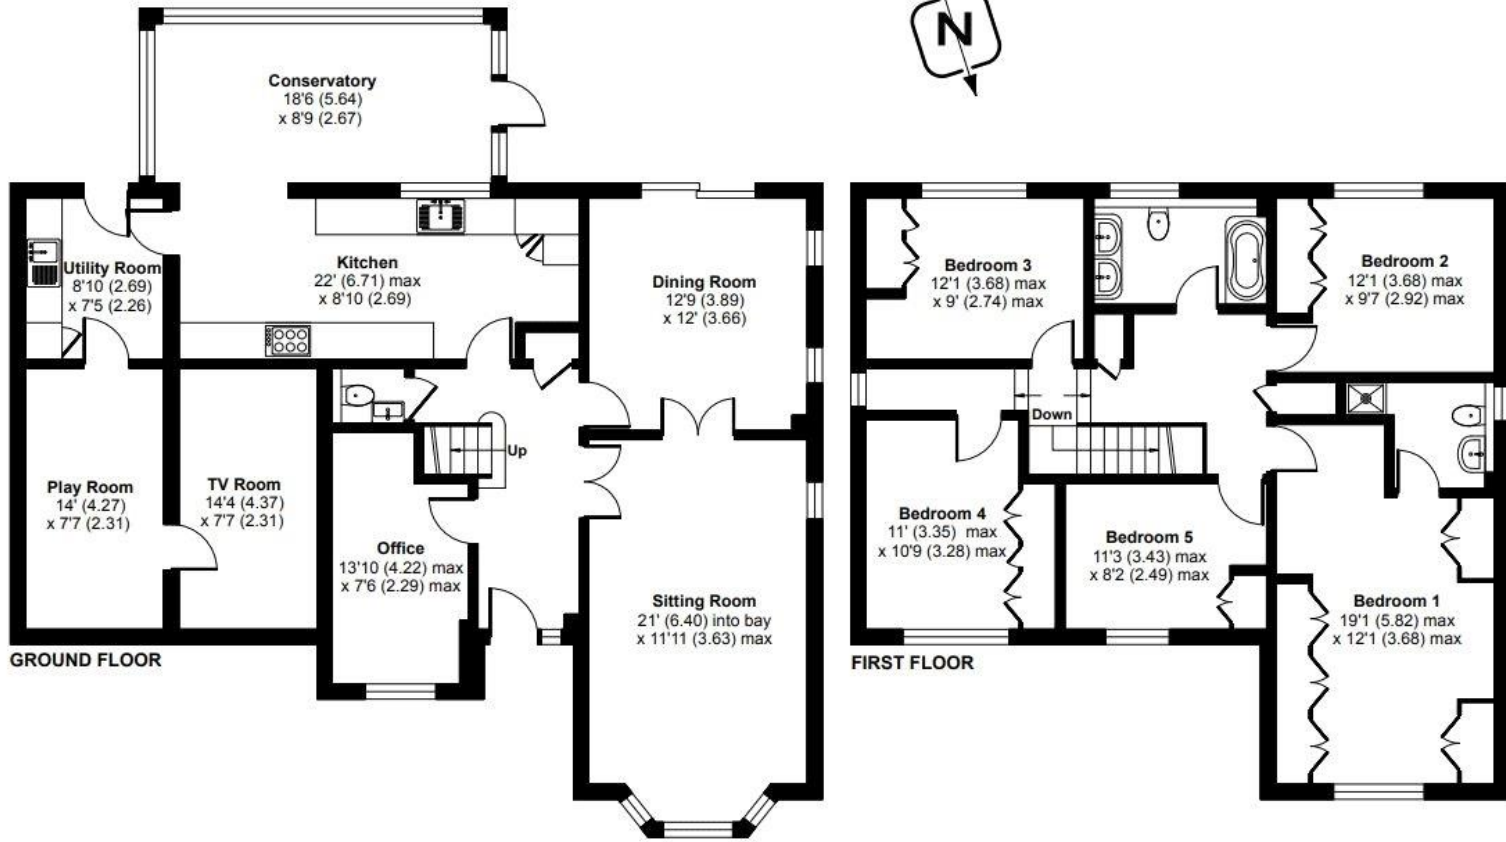 N
Conservatory
18'6 (5.64)
x 8'9 (2.67)
Utility Room
8'10 (2.69)
x 7'5 (2.26)
Kitchen
22' (6.71) max
x 8'10 (2.69)
Dining Room
12'9 (3.89)
x 12' (3.66)
Up
Play Room
14' (4.27)
x 7'7 (2.31)
TV Room
14'4 (4.37)
x 7'7 (2.31)
Office
13'10 (4.22) max
x 7'6 (2.29) max
Sitting Room
21' (6.40) into bay
x 11'11 (3.63) max
GROUND FLOOR
Bedroom 3
12'1 (3.68) max
x 9' (2.74) max
Bedroom 2
12'1 (3.68) max
x 9'7 (2.92) max
Down
Bedroom 4
11' (3.35) max
x 10'9 (3.28) max
Bedroom 5
11'3 (3.43) max
x 8'2 (2.49) max
Bedroom 1
19'1 (5.82) max
x 12'1 (3.68) max
FIRST FLOOR